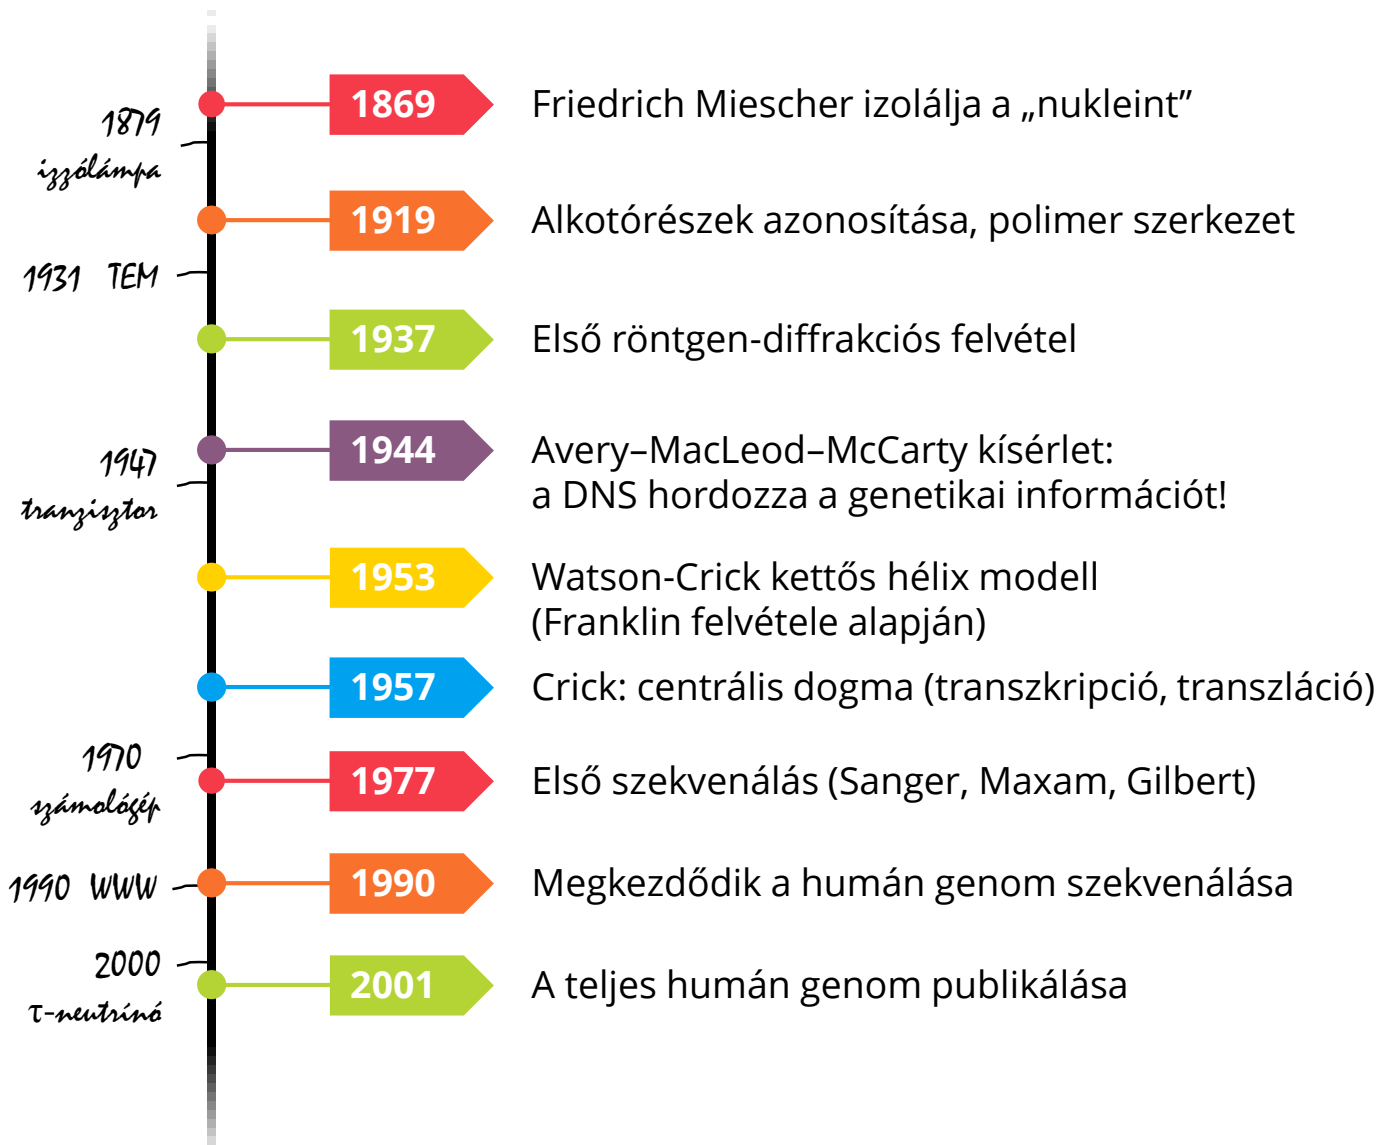 1869 Friedrich Miescher izolálja a „nukleint”
1879
izzólámpa
1919 Alkotórészek azonosítása, polimer szerkezet
1931 TEM
1937 Első röntgen-diffrakciós felvétel
1944 Avery–MacLeod–McCarty kísérlet:
a DNS hordozza a genetikai információt!
1947
tranzisztor
1953 Watson-Crick kettős hélix modell
(Franklin felvétele alapján)
1957 Crick: centrális dogma (transzkripció, transzláció)
1970
számológép
1977 Első szekvenálás (Sanger, Maxam, Gilbert)
1990 WWW
1990 Megkezdődik a humán genom szekvenálása
2000
τ-neutrínó
2001 A teljes humán genom publikálása